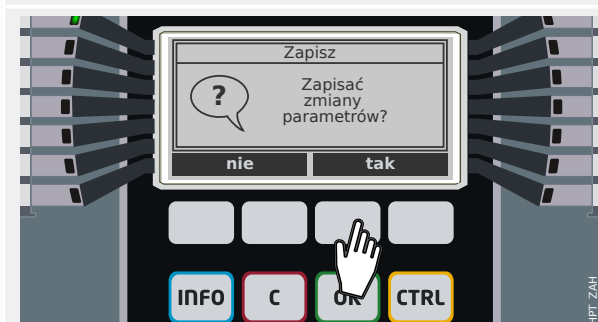 Zapisz
?
Zapisać
zmiany
parametrów?
nie tak
INFO C OK CTRL
HPT ZAH